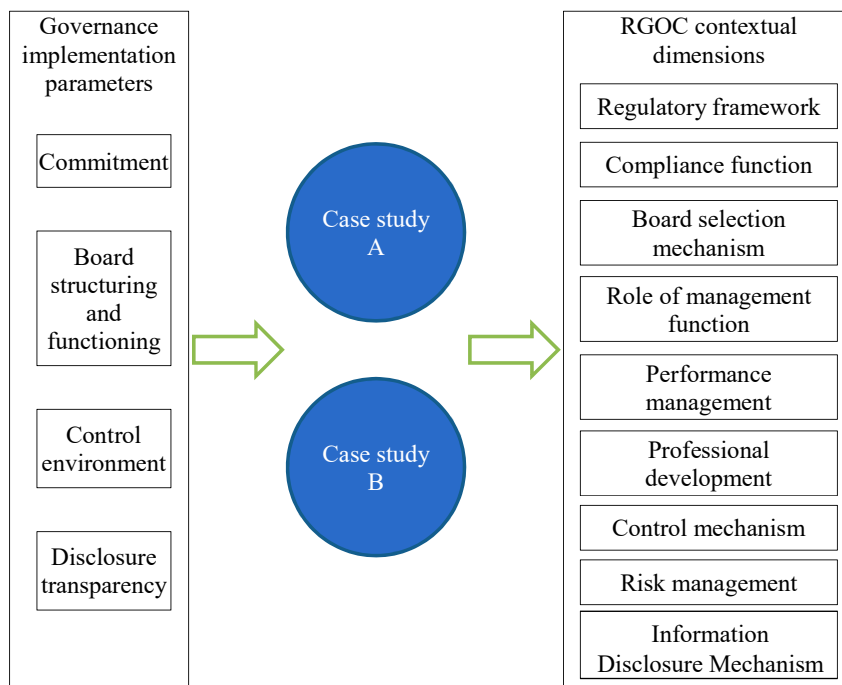 Governance
implementation
parameters
Commitment
Board
structuring
and
functioning
Control
environment
Disclosure
transparency
Case study
A
Case study
B
RGOC contextual
dimensions
Regulatory framework
Compliance function
Board selection
mechanism
Role of management
function
Performance
management
Professional
development
Control mechanism
Risk management
Information
Disclosure Mechanism